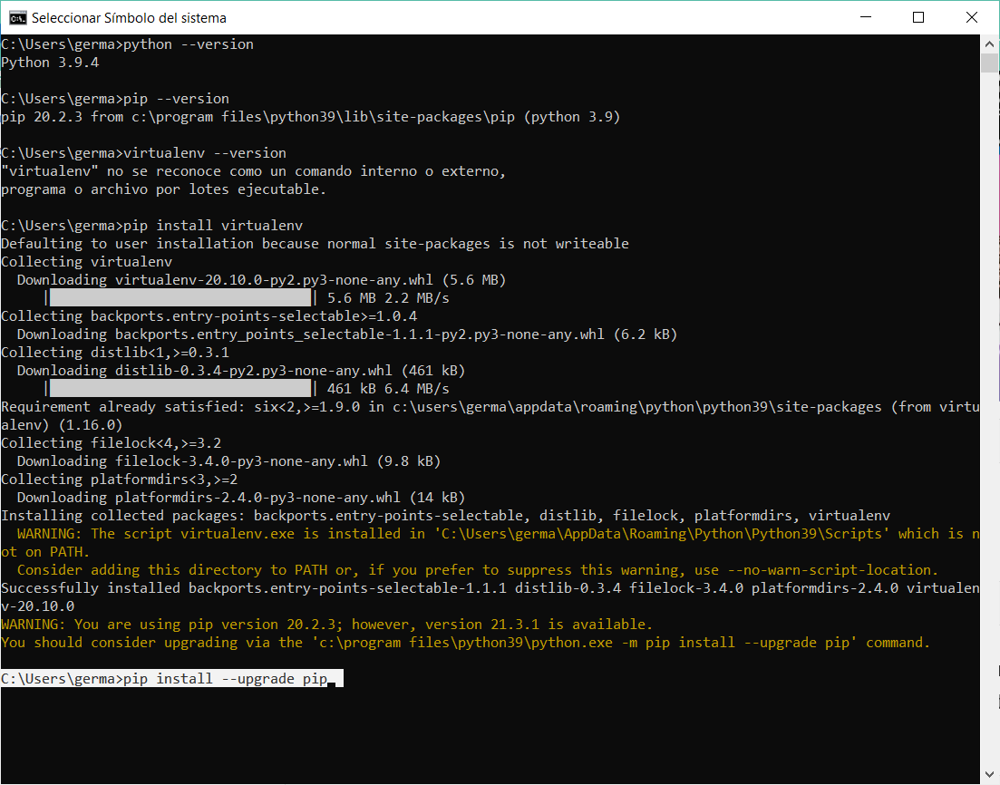 Seleccionar Símbolo del sistema
C:\Users\germa>python --version
Python 3.9.4
C:\Users\germa>pip --version
pip 20.2.3 from c:\program files\python39\lib\site-packages\pip (python 3.9)
C:\Users\germa>virtualenv --version
"virtualenv" no se reconoce como un comando interno o externo,
programa o archivo por lotes ejecutable.
C:\Users\germa>pip install virtualenv
Defaulting to user installation because normal site-packages is not writeable
Collecting virtualenv
  Downloading virtualenv-20.10.0-py2.py3-none-any.whl (5.6 MB)
     |████████████████████████████████| 5.6 MB 2.2 MB/s
Collecting backports.entry-points-selectable>=1.0.4
  Downloading backports.entry_points_selectable-1.1.1-py2.py3-none-any.whl (6.2 kB)
Collecting distlib<1,>=0.3.1
  Downloading distlib-0.3.4-py2.py3-none-any.whl (461 kB)
     |████████████████████████████████| 461 kB 6.4 MB/s
Requirement already satisfied: six<2,>=1.9.0 in c:\users\germa\appdata\roaming\python\python39\site-packages (from virtu
alenv) (1.16.0)
Collecting filelock<4,>=3.2
  Downloading filelock-3.4.0-py3-none-any.whl (9.8 kB)
Collecting platformdirs<3,>=2
  Downloading platformdirs-2.4.0-py3-none-any.whl (14 kB)
Installing collected packages: backports.entry-points-selectable, distlib, filelock, platformdirs, virtualenv
  WARNING: The script virtualenv.exe is installed in 'C:\Users\germa\AppData\Roaming\Python\Python39\Scripts' which is n
ot on PATH.
  Consider adding this directory to PATH or, if you prefer to suppress this warning, use --no-warn-script-location.
Successfully installed backports.entry-points-selectable-1.1.1 distlib-0.3.4 filelock-3.4.0 platformdirs-2.4.0 virtualen
v-20.10.0
WARNING: You are using pip version 20.2.3; however, version 21.3.1 is available.
You should consider upgrading via the 'c:\program files\python39\python.exe -m pip install --upgrade pip' command.
C:\Users\germa>pip install --upgrade pip